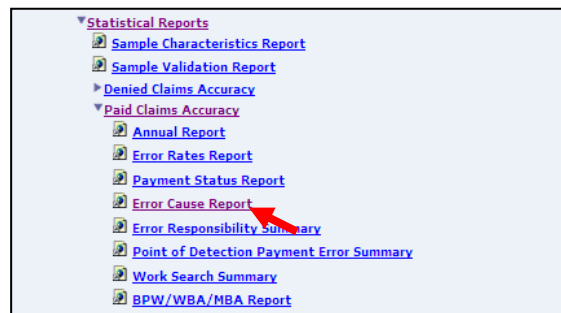 Statistical Reports
Sample Characteristics Report
Sample Validation Report
Denied Claims Accuracy
Paid Claims Accuracy
Annual Report
Error Rates Report
Payment Status Report
Error Cause Report
Error Responsibility Summary
Point of Detection Payment Error Summary
Work Search Summary
BPW/WBA/MBA Report